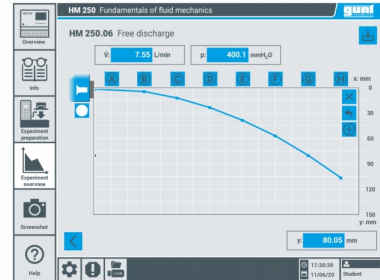 HM 250 Fundamentals of fluid mechanics
gunt
HM 250.06 Free discharge
V̇: 7.55 L/min
p: 400.1 mmH₂O
A B C D E F G H x: mm
0
30
60
90
120
150
y: mm
y: 80.05 mm
Overview
Info
Experiment
preparation
Experiment
overview
Screenshot
Help
USB
11:30:39
11/06/20
Student